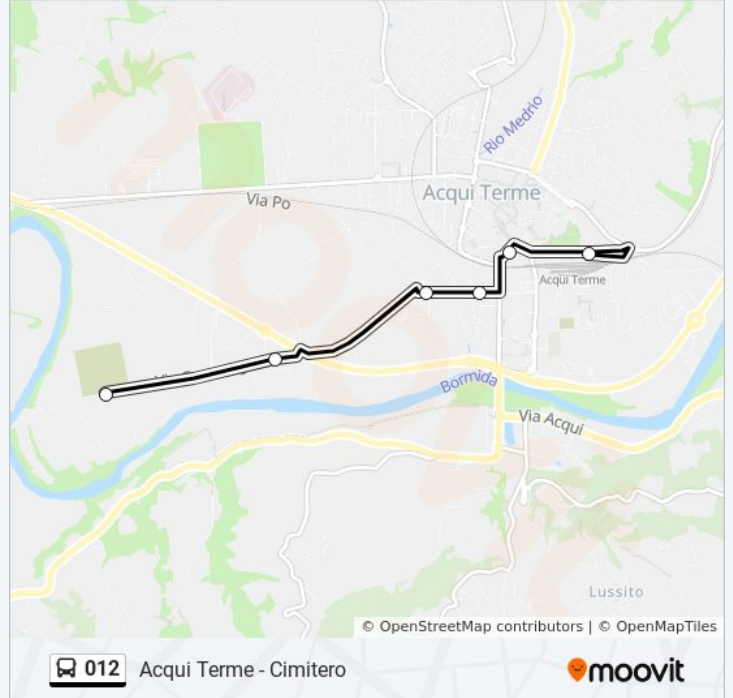 Rio Medrio
Acqui Terme
Via Po
Acqui Terme
Bormida
Via Acqui
Lussito
© OpenStreetMap contributors | © OpenMapTiles
012 Acqui Terme - Cimitero
moovit